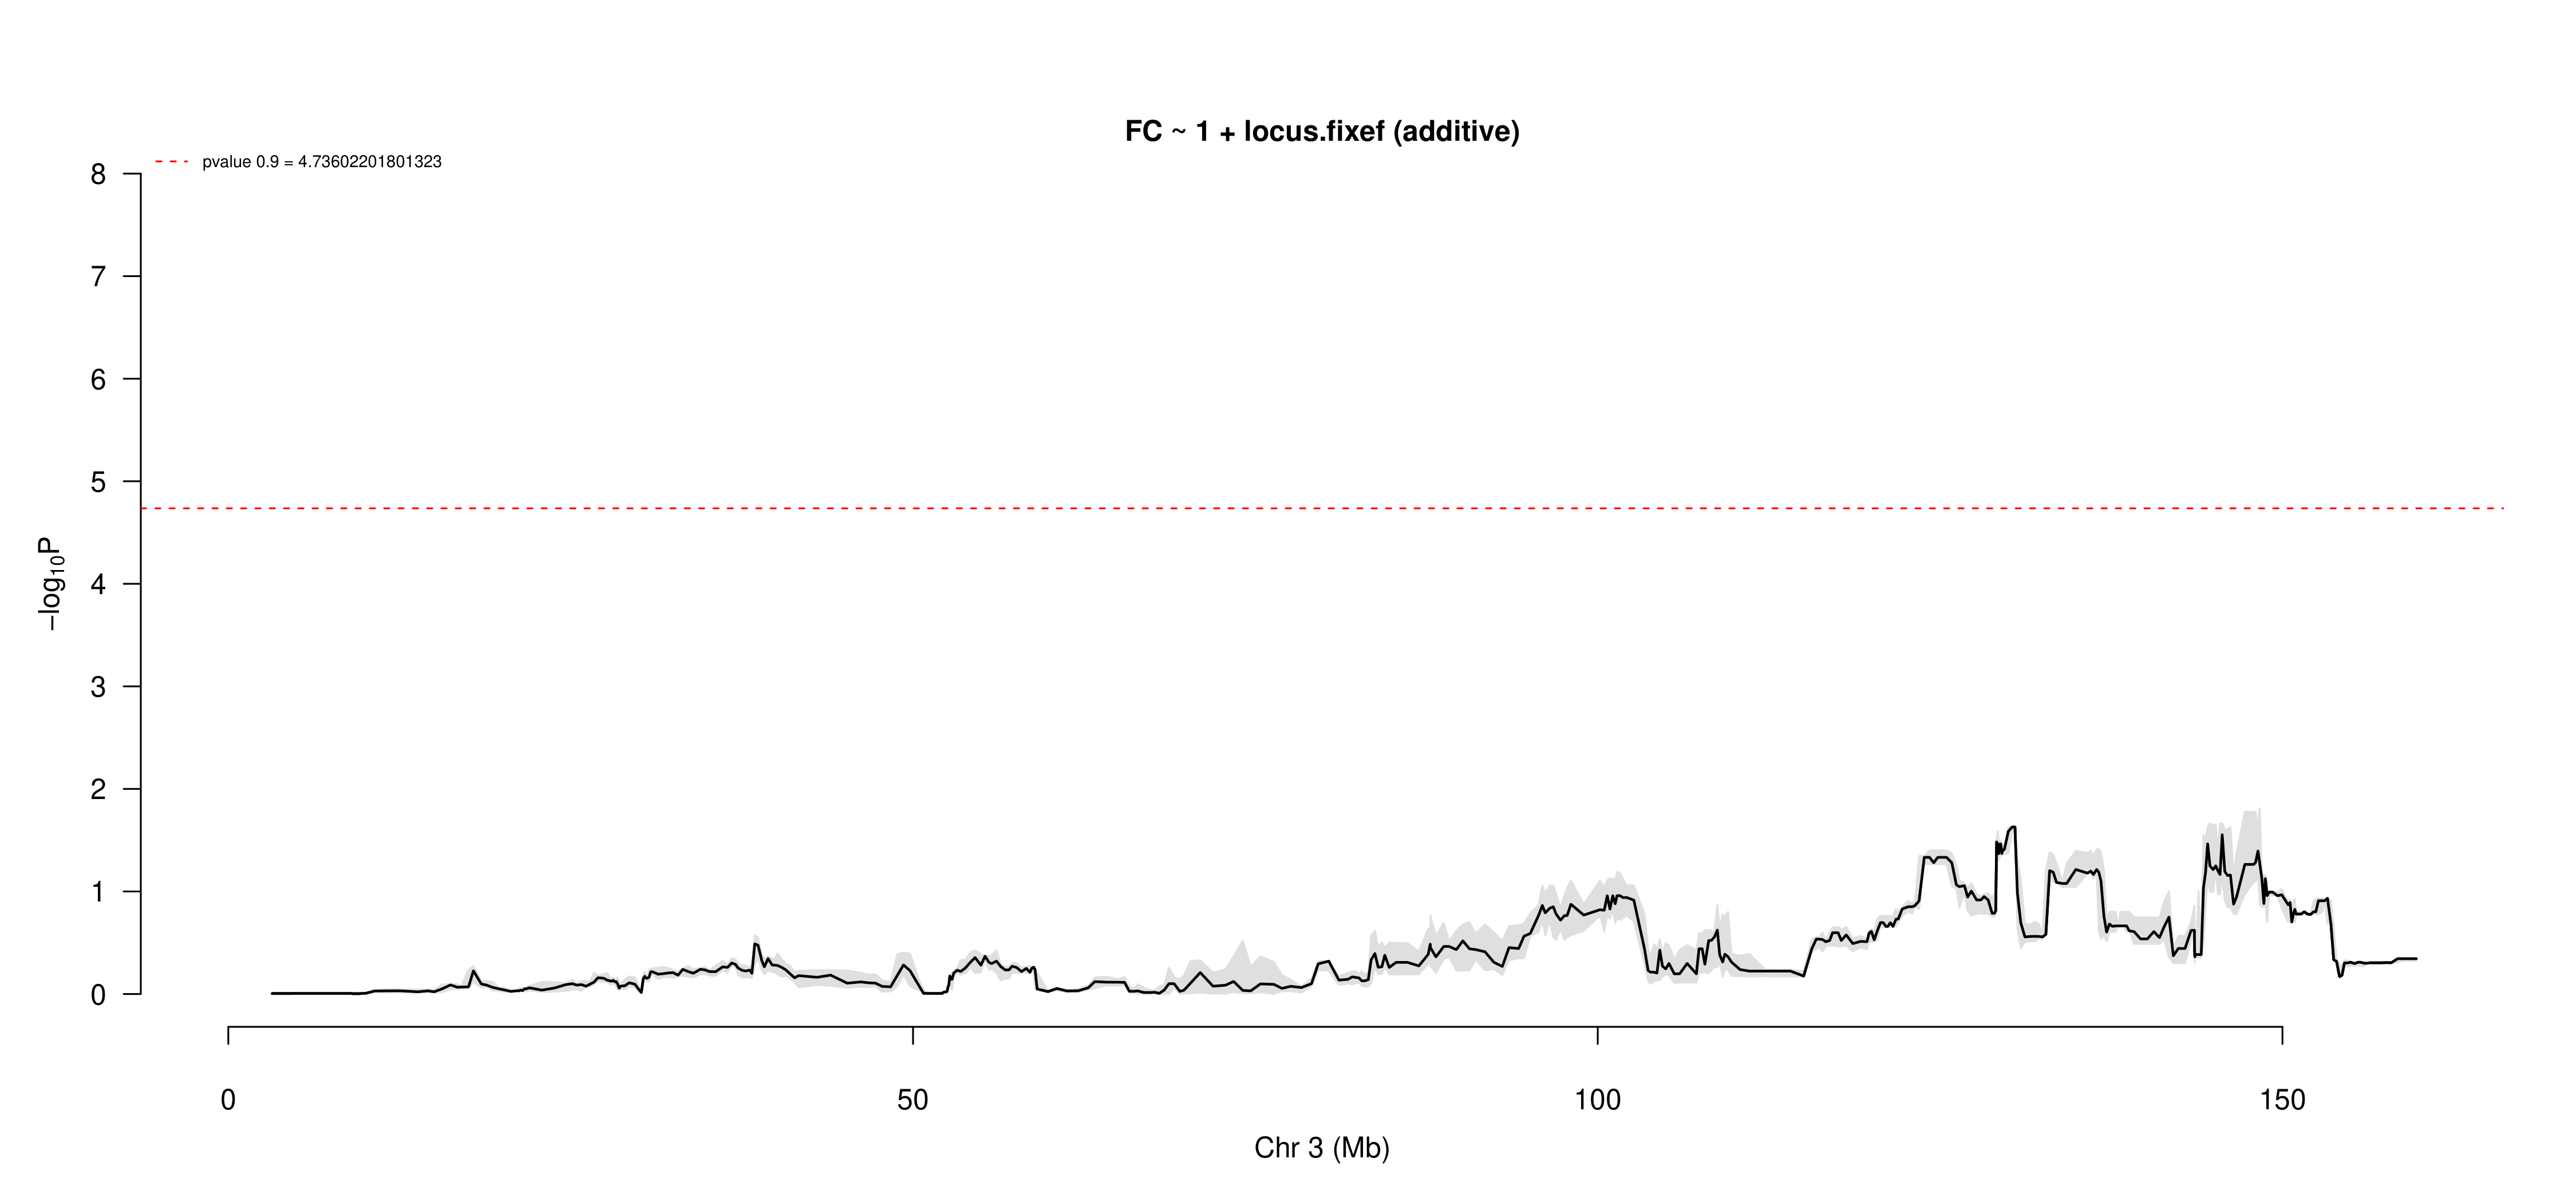 FC ~ 1 + locus.fixef (additive)
pvalue 0.9 = 4.73602201801323
8
7
6
5
4
3
2
1
0
−log10P
0 50 100 150
Chr 3 (Mb)